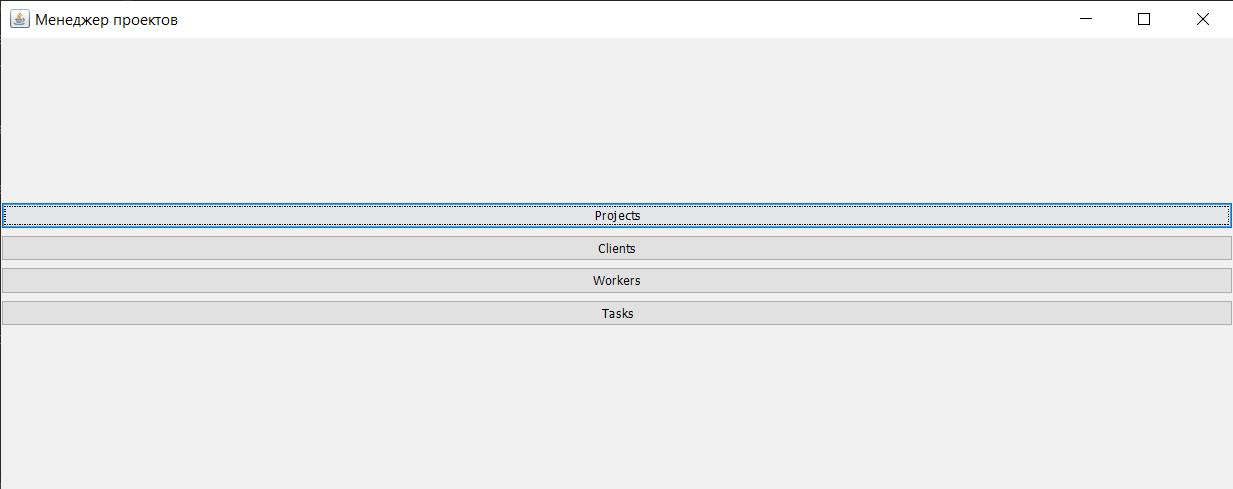 Менеджер проектов
Projects
Clients
Workers
Tasks